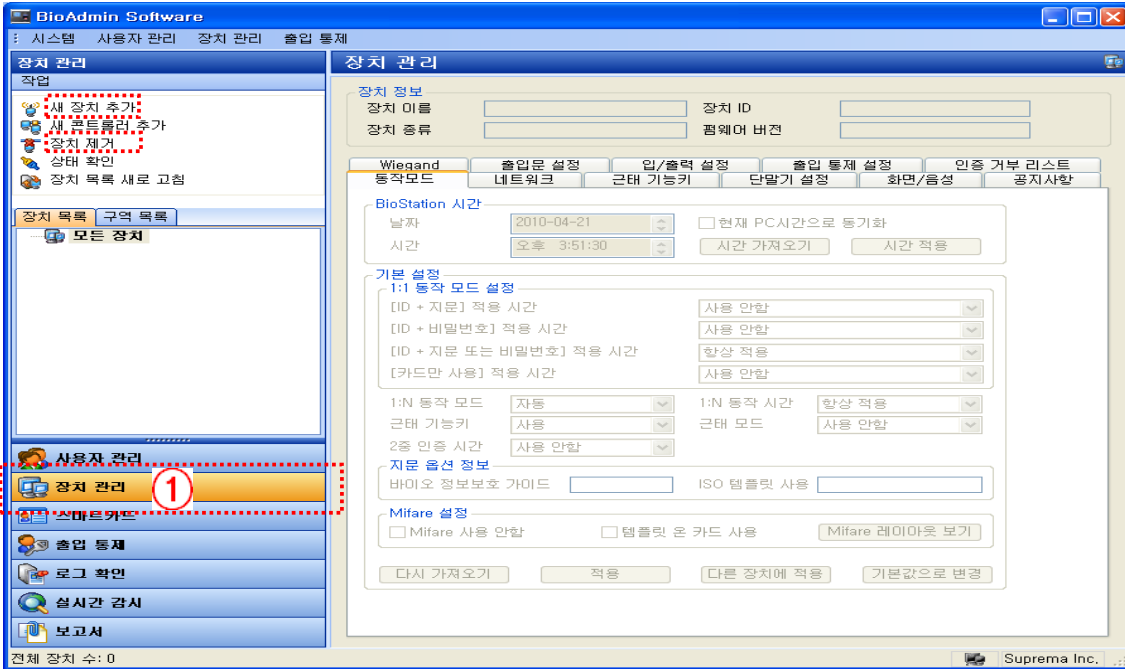 BioAdmin Software
시스템 사용자 관리 장치 관리 출입 통제
장치 관리
작업
새 장치 추가
새 콘트롤러 추가
장치 제거
상태 확인
장치 목록 새로 고침
장치 목록 구역 목록
모든 장치
사용자 관리
장치 관리 1
스마트카드
출입 통제
로그 확인
실시간 감시
보고서
장치 관리
장치 정보
장치 이름 장치 ID
장치 종류 펌웨어 버전
Wiegand 출입문 설정 입/출력 설정 출입 통제 설정 인증 거부 리스트
동작모드 네트워크 근태 기능키 단말기 설정 화면/음성 공지사항
BioStation 시간
날짜 2010-04-21 현재 PC시간으로 동기화
시간 오후 3:51:30 시간 가져오기 시간 적용
기본 설정
1:1 동작 모드 설정
[ID + 지문] 적용 시간 사용 안함
[ID + 비밀번호] 적용 시간 사용 안함
[ID + 지문 또는 비밀번호] 적용 시간 항상 적용
[카드만 사용] 적용 시간 사용 안함
1:N 동작 모드 자동 1:N 동작 시간 항상 적용
근태 기능키 사용 근태 모드 사용 안함
2중 인증 시간 사용 안함
지문 옵션 정보
바이오 정보보호 가이드 ISO 템플릿 사용
Mifare 설정
Mifare 사용 안함 템플릿 온 카드 사용 Mifare 레이아웃 보기
다시 가져오기 적용 다른 장치에 적용 기본값으로 변경
전체 장치 수: 0 Suprema Inc.